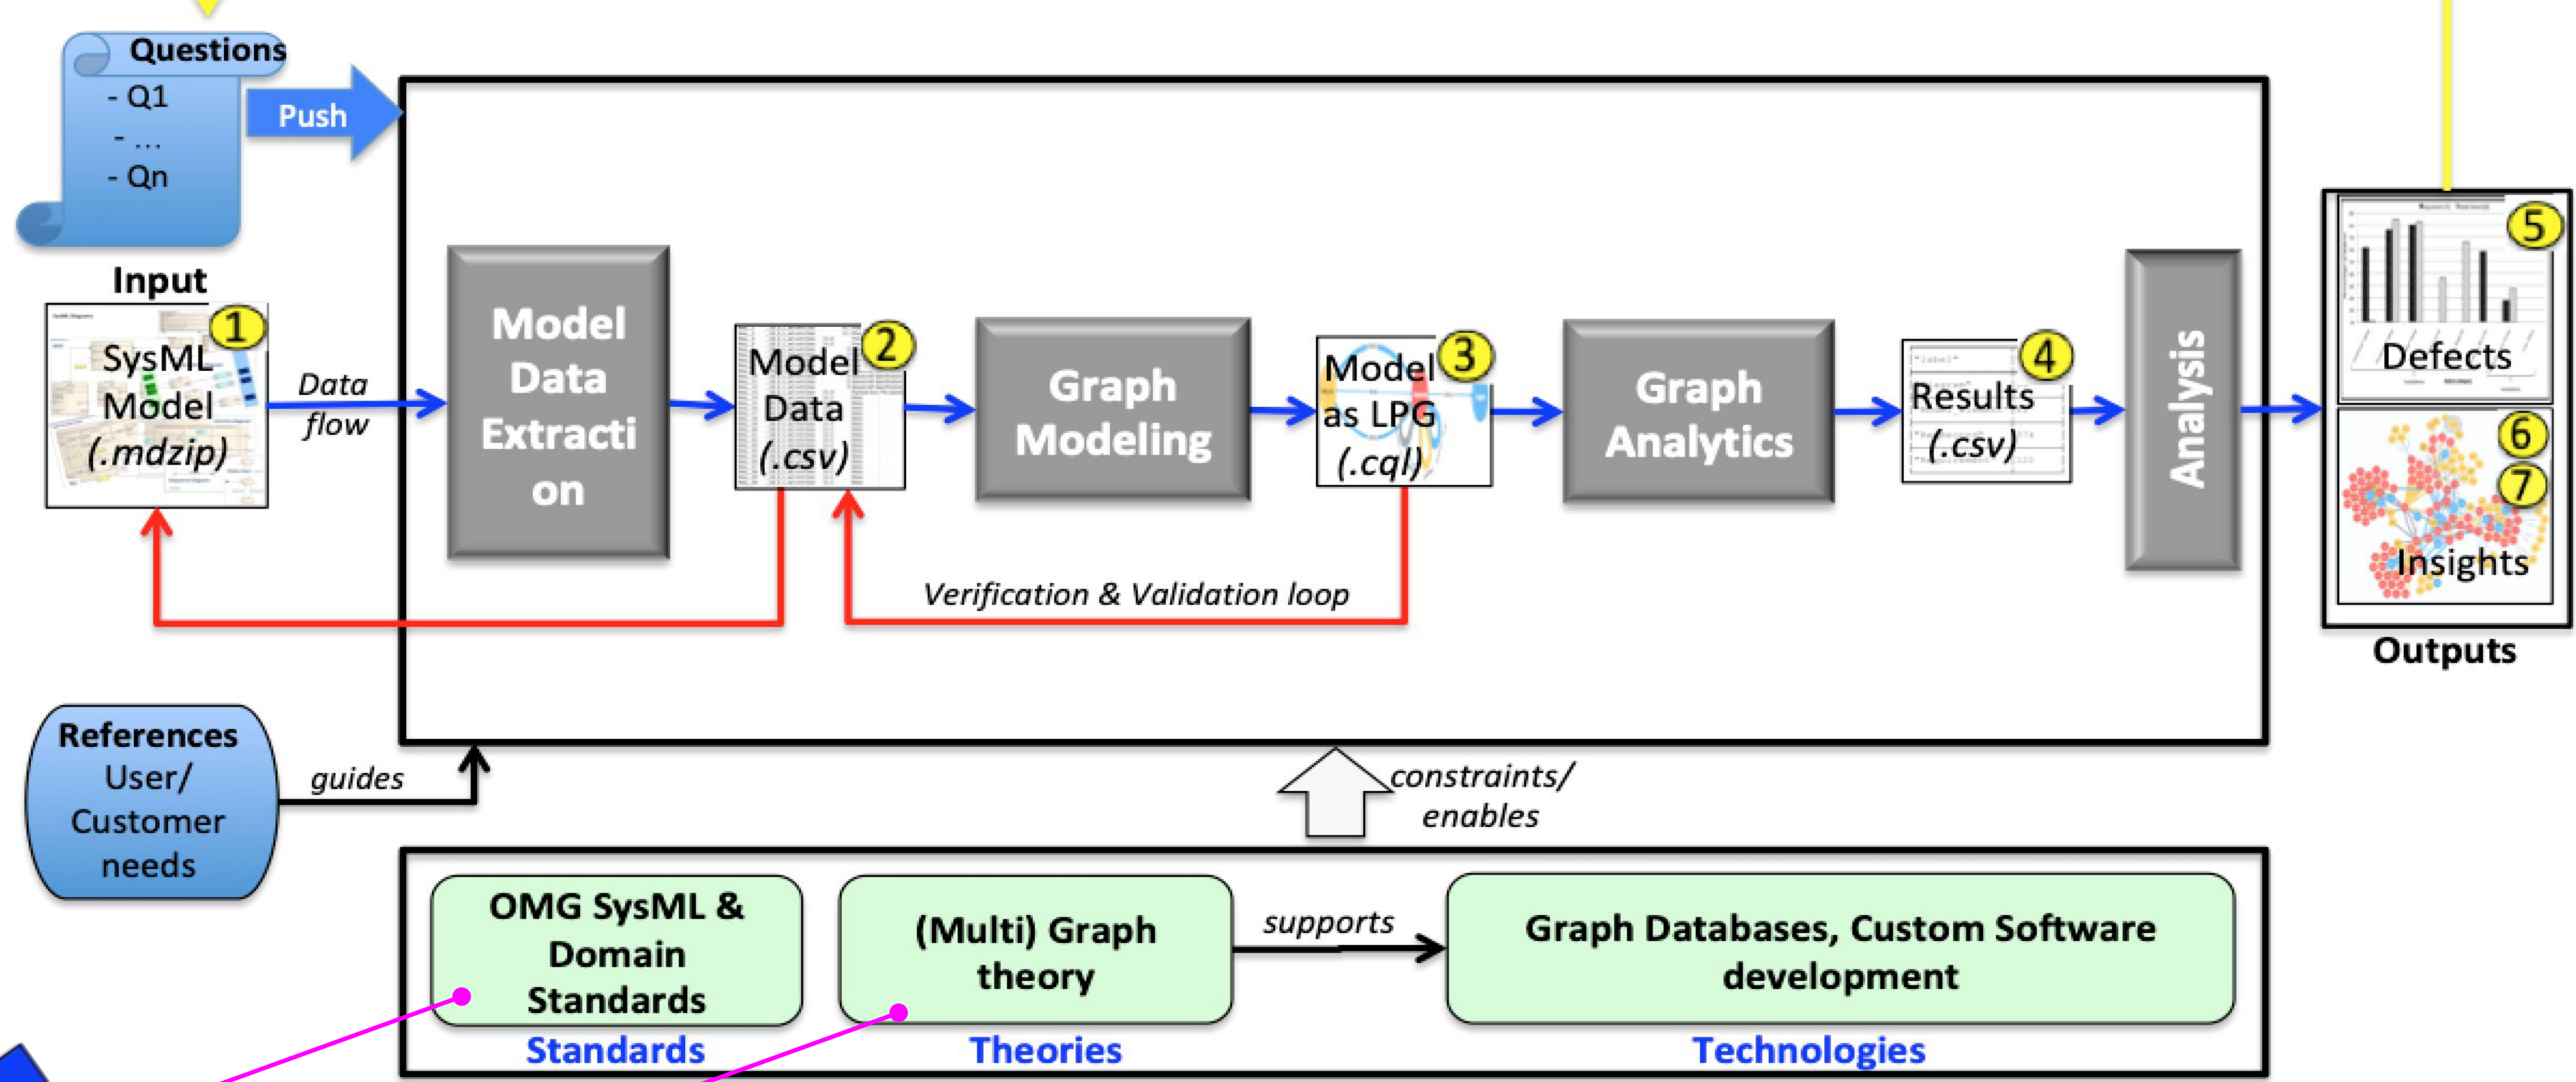 Questions
- Q1
- ...
- Qn
Push
Input
1
SysML
Model
(.mdzip)
Data
flow
Model
Data
Extracti
on
2
Model
Data
(.csv)
Graph
Modeling
3
Model
as LPG
(.cql)
Graph
Analytics
4
Results
(.csv)
Analysis
5
Defects
6
7
Insights
Outputs
Verification & Validation loop
References
User/
Customer
needs
guides
constraints/
enables
OMG SysML &
Domain
Standards
Standards
(Multi) Graph
theory
Theories
supports
Graph Databases, Custom Software
development
Technologies